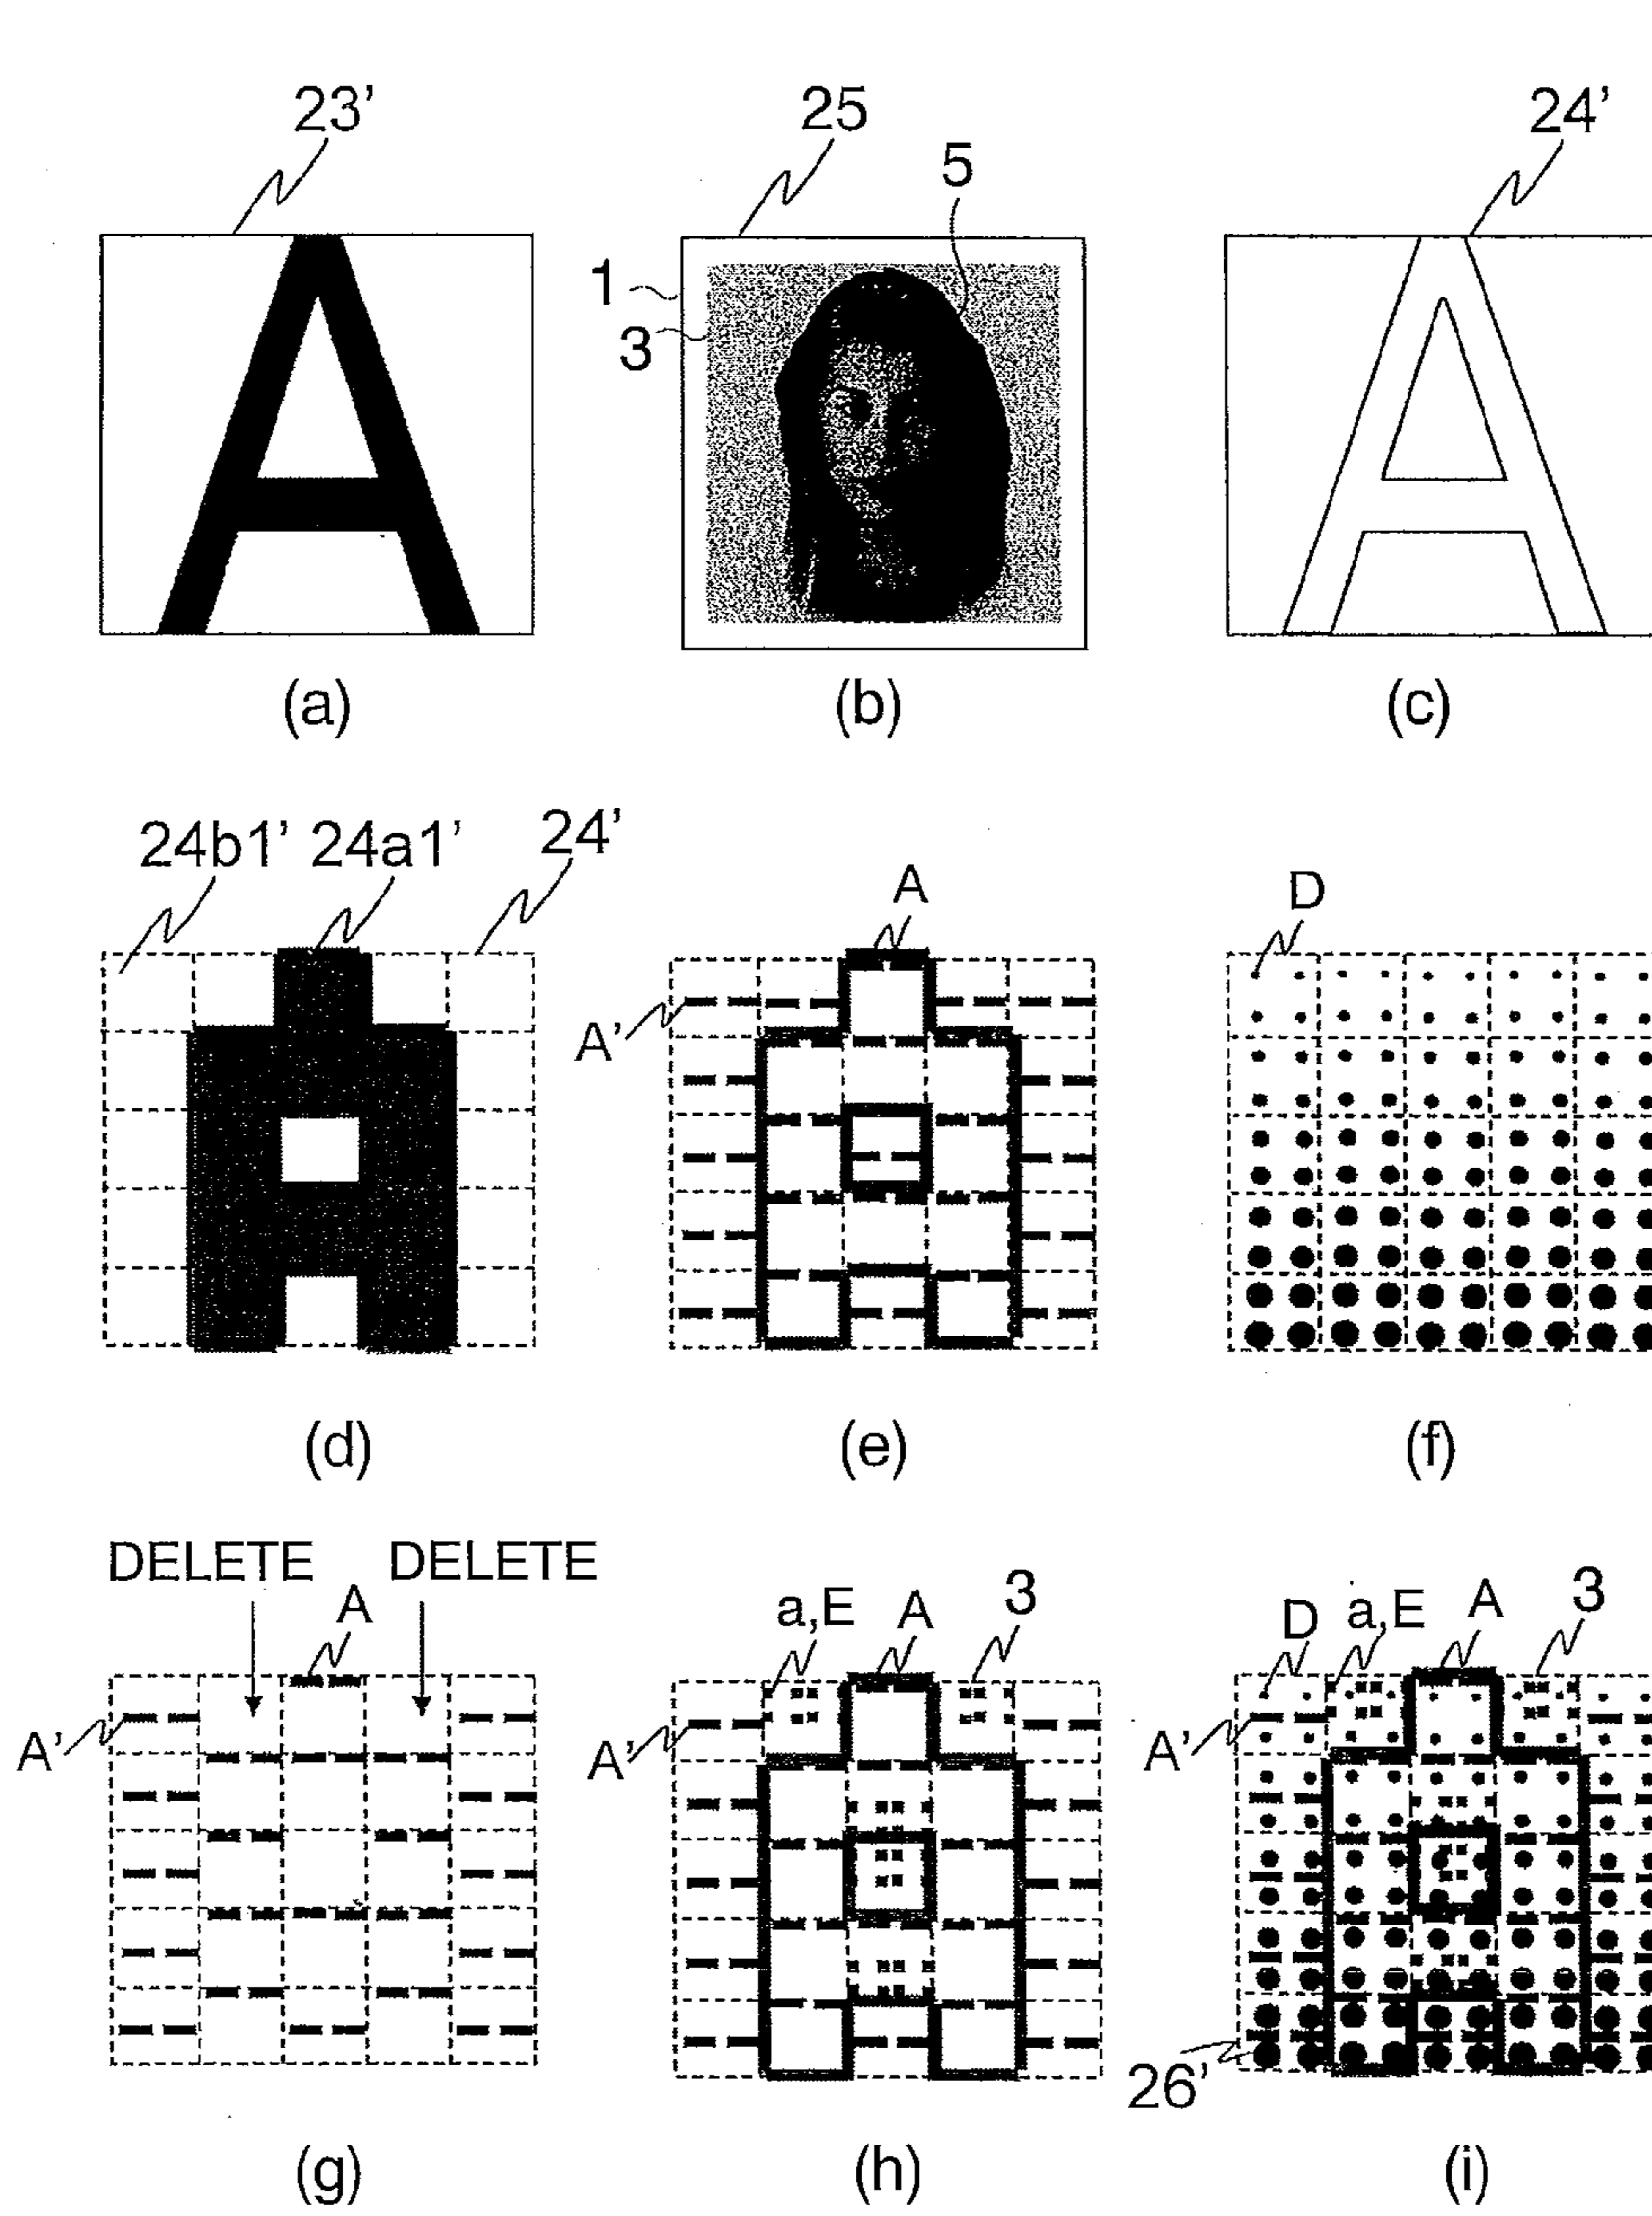 23' 25 24'
5
1
3
A A
(a) (b) (c)
24b1' 24a1' 24'
A D
A'
(d) (e) (f)
DELETE DELETE
A a,E A 3 D a,E A 3
A' A' A'
26'
(g) (h) (i)